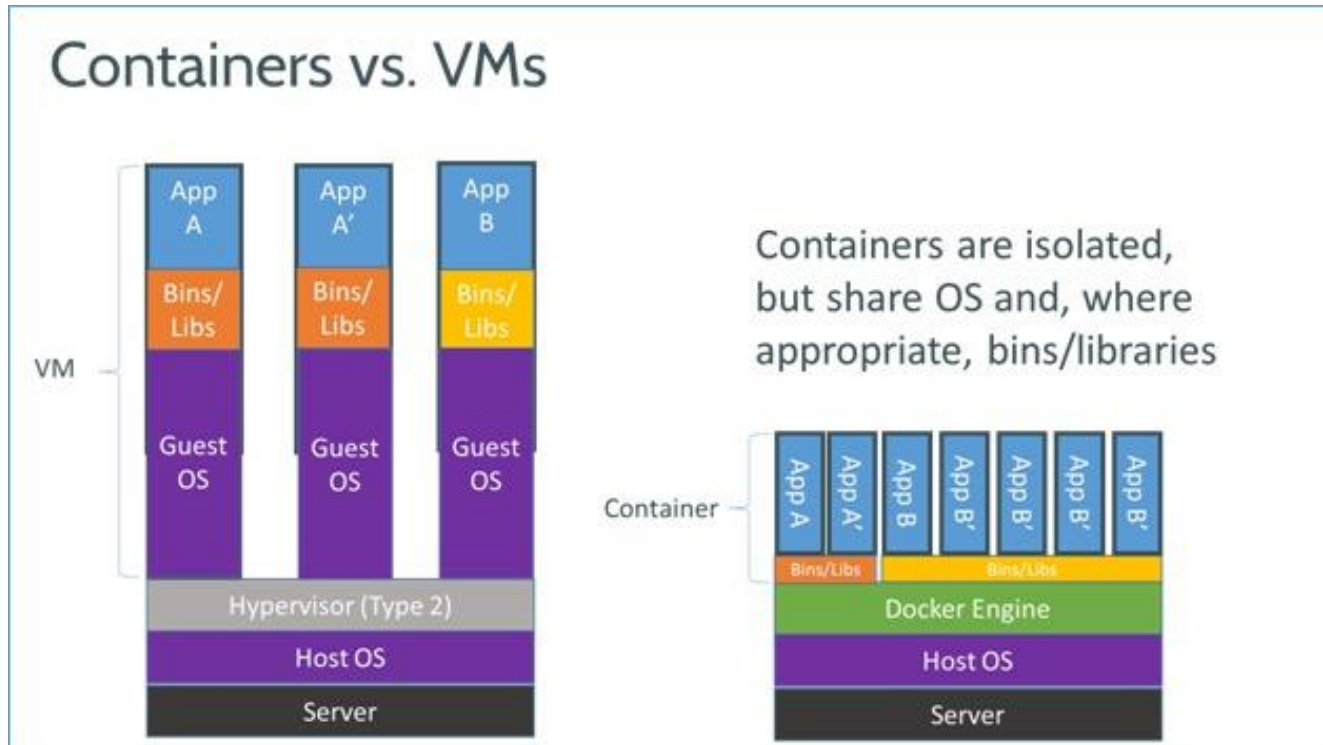 Containers vs. VMs
App
A
App
A′
App
B
Bins/
Libs
Bins/
Libs
Bins/
Libs
VM
Guest
OS
Guest
OS
Guest
OS
Hypervisor (Type 2)
Host OS
Server
Containers are isolated,
but share OS and, where
appropriate, bins/libraries
Container
App A
App A′
App B
App B′
App B′
App B′
App B′
Bins/Libs
Bins/Libs
Docker Engine
Host OS
Server